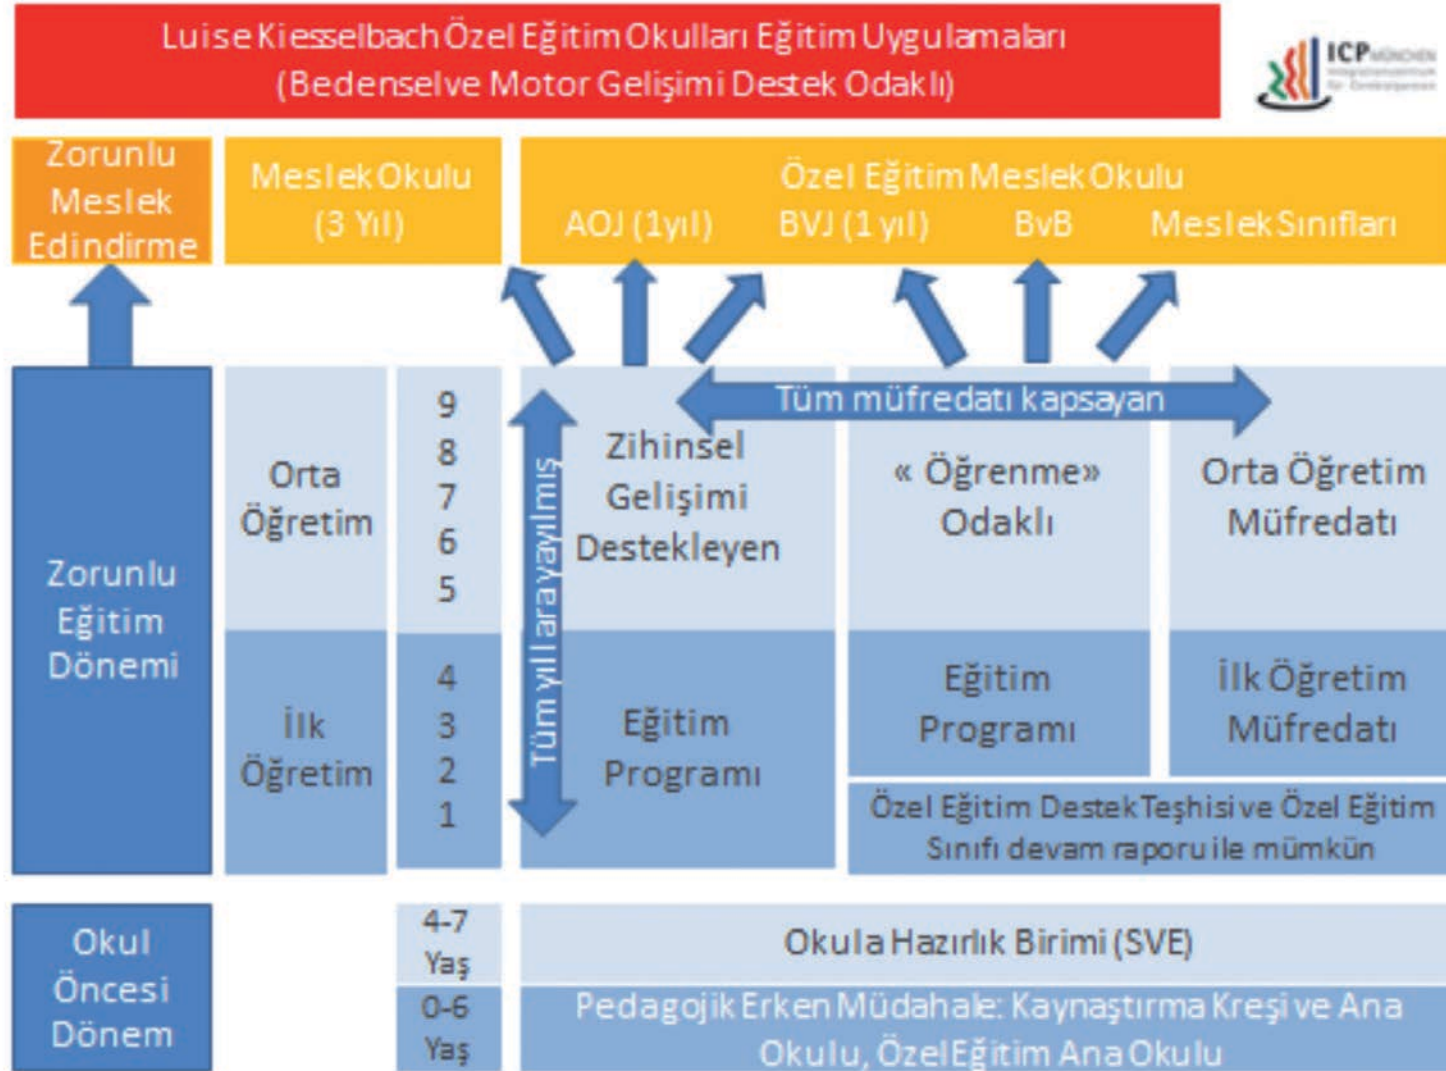 Luise Kiesselbach Özel Eğitim Okulları Eğitim Uygulamaları
(Bedensel ve Motor Gelişimi Destek Odaklı)
ICP MÜNCHEN
Zorunlu
Meslek
Edindirme
Meslek Okulu
(3 Yıl)
Özel Eğitim Meslek Okulu
AOJ (1yıl) BVJ (1 yıl) BvB Meslek Sınıfları
Zorunlu
Eğitim
Dönemi
Orta
Öğretim
9
8
7
6
5
Tüm yıllara yayılmış
Tüm müfredatı kapsayan
Zihinsel
Gelişimi
Destekleyen
« Öğrenme»
Odaklı
Orta Öğretim
Müfredatı
İlk
Öğretim
4
3
2
1
Eğitim
Programı
Eğitim
Programı
İlk Öğretim
Müfredatı
Özel Eğitim Destek Teşhisi ve Özel Eğitim
Sınıfı devam raporu ile mümkün
Okul
Öncesi
Dönem
4-7
Yaş
Okula Hazırlık Birimi (SVE)
0-6
Yaş
Pedagojik Erken Müdahale: Kaynaştırma Kreşi ve Ana
Okulu, Özel Eğitim Ana Okulu